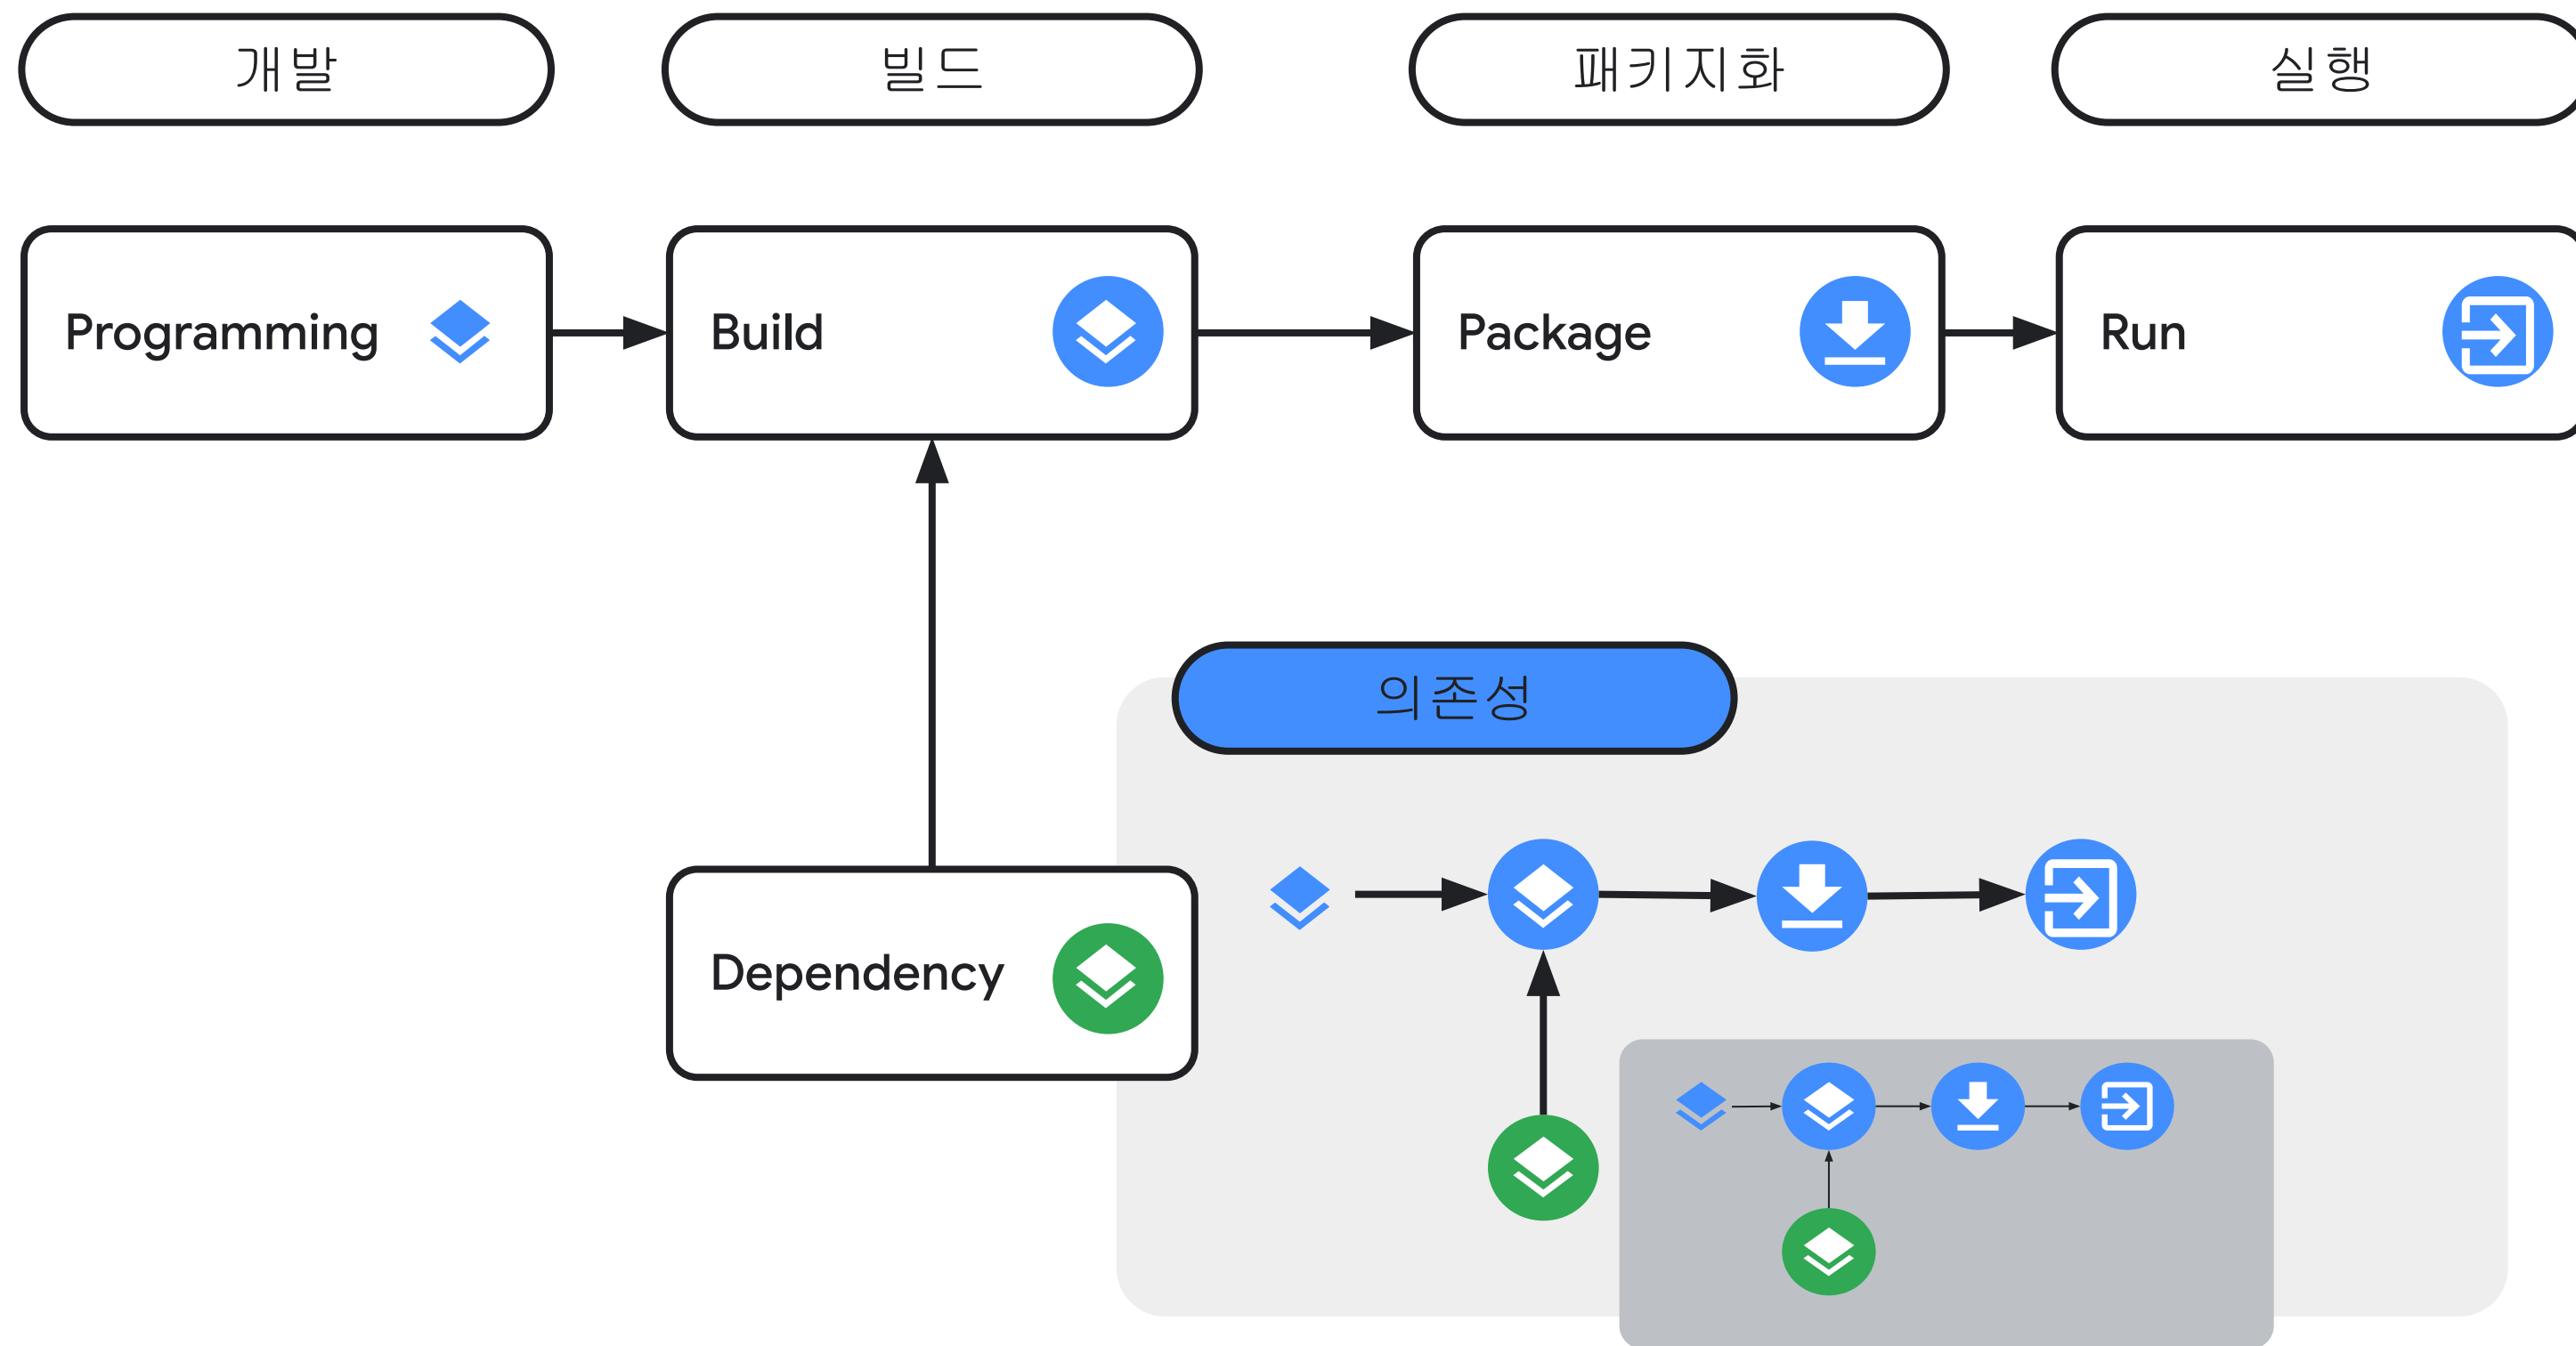 개발
빌드
패키지화
실행
Programming
Build
Package
Run
의존성
Dependency